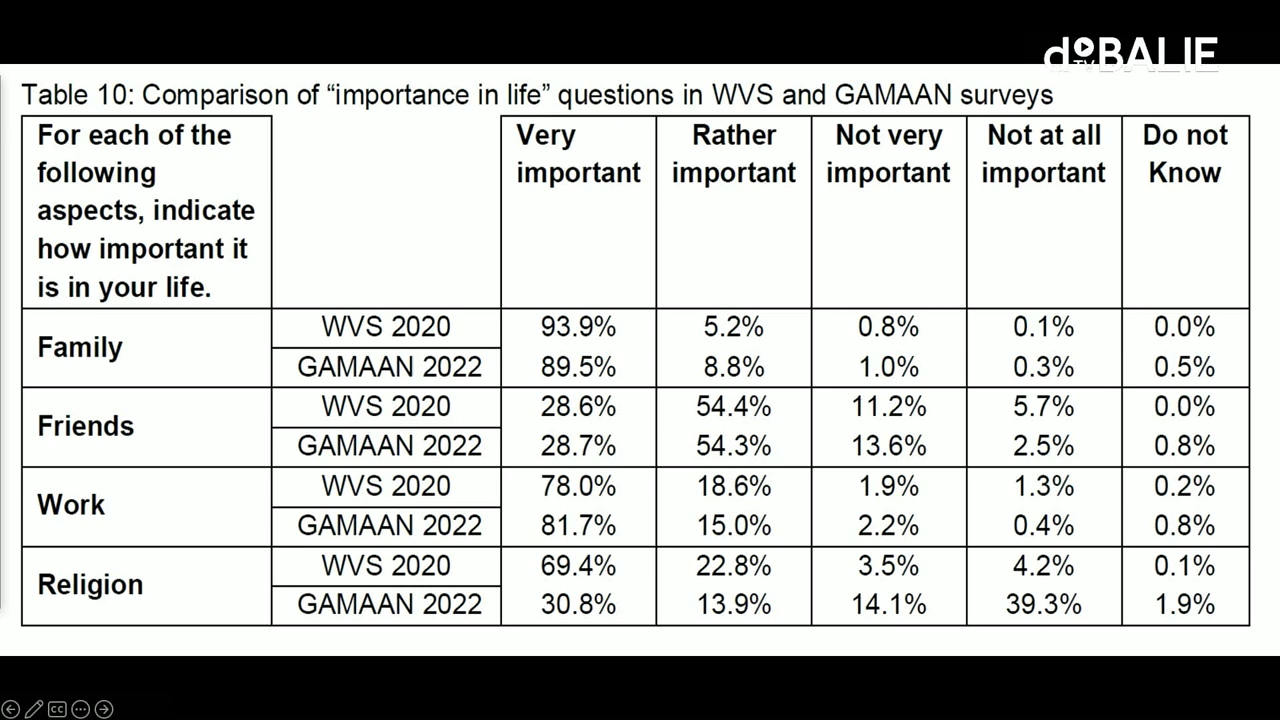 deBALIE
TV
Table 10: Comparison of “importance in life” questions in WVS and GAMAAN surveys
For each of the following aspects, indicate how important it is in your life.
Very important
Rather important
Not very important
Not at all important
Do not Know
Family
WVS 2020 93.9% 5.2% 0.8% 0.1% 0.0%
GAMAAN 2022 89.5% 8.8% 1.0% 0.3% 0.5%
Friends
WVS 2020 28.6% 54.4% 11.2% 5.7% 0.0%
GAMAAN 2022 28.7% 54.3% 13.6% 2.5% 0.8%
Work
WVS 2020 78.0% 18.6% 1.9% 1.3% 0.2%
GAMAAN 2022 81.7% 15.0% 2.2% 0.4% 0.8%
Religion
WVS 2020 69.4% 22.8% 3.5% 4.2% 0.1%
GAMAAN 2022 30.8% 13.9% 14.1% 39.3% 1.9%
CC